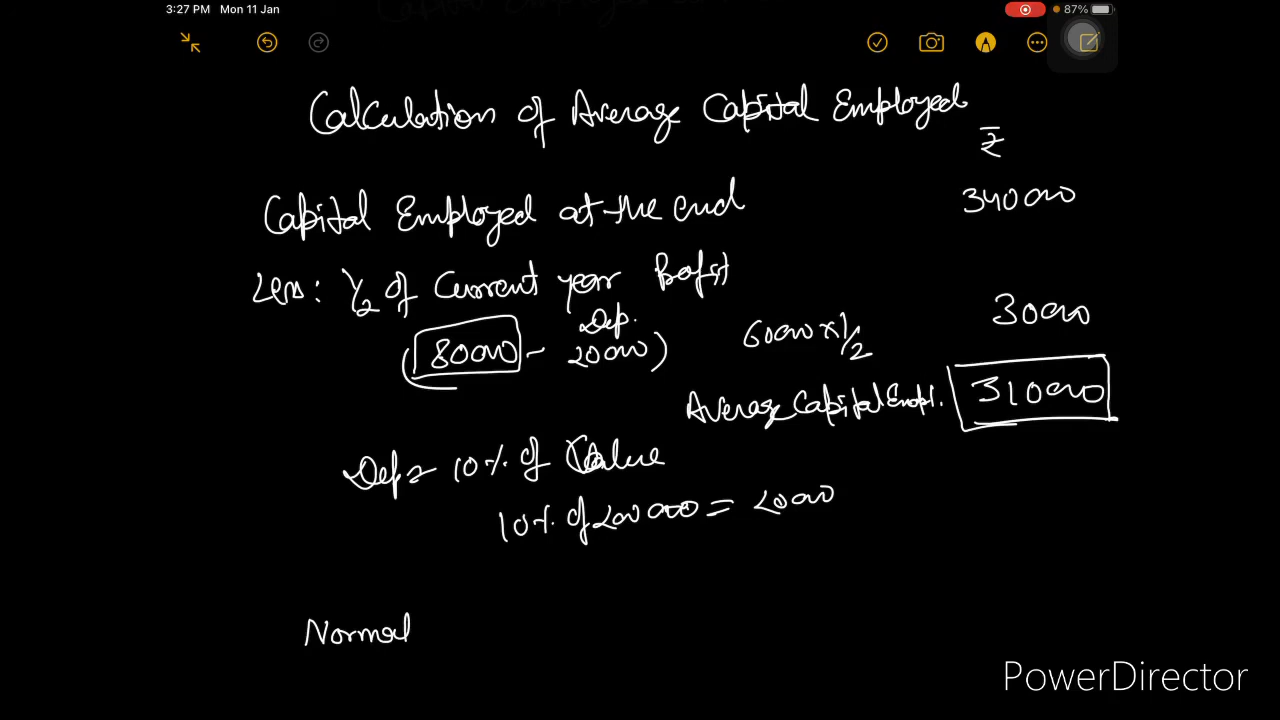 3:27 PM Mon 11 Jan 87%
Calculation of Average Capital Employed
₹
Capital Employed at the end 340000
Less: 1/2 of Current year Profit
Dep.
(80000 - 20000) 60000 x 1/2 30000
Average Capital Empl. 310000
Dep = 10% of Value
10% of 200000 = 20000
Normal
PowerDirector